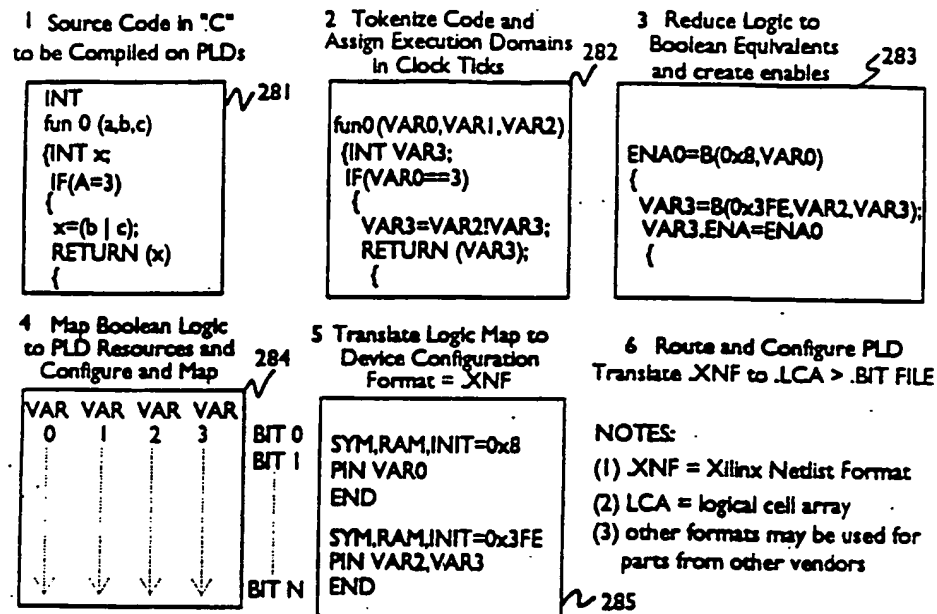 1 Source Code in "C"
to be Compiled on PLDs
281
INT
fun 0 (a,b,c)
{INT x;
IF(A=3)
{
x=(b | c);
RETURN (x)
{
2 Tokenize Code and
Assign Execution Domains
in Clock Ticks
282
fun0(VAR0,VAR1,VAR2)
{INT VAR3;
IF(VAR0==3)
{
VAR3=VAR2!VAR3;
RETURN (VAR3);
{
3 Reduce Logic to
Boolean Equivalents
and create enables
283
ENA0=B(0x8,VAR0)
{
VAR3=B(0x3FE,VAR2,VAR3);
VAR3.ENA=ENA0
{
4 Map Boolean Logic
to PLD Resources and
Configure and Map
284
VAR VAR VAR VAR
0 1 2 3
BIT 0
BIT 1
BIT N
5 Translate Logic Map to
Device Configuration
Format = .XNF
SYM,RAM,INIT=0x8
PIN VAR0
END
SYM,RAM,INIT=0x3FE
PIN VAR2,VAR3
END
285
6 Route and Configure PLD
Translate .XNF to .LCA > .BIT FILE
NOTES:
(1) .XNF = Xilinx Netlist Format
(2) LCA = logical cell array
(3) other formats may be used for
parts from other vendors